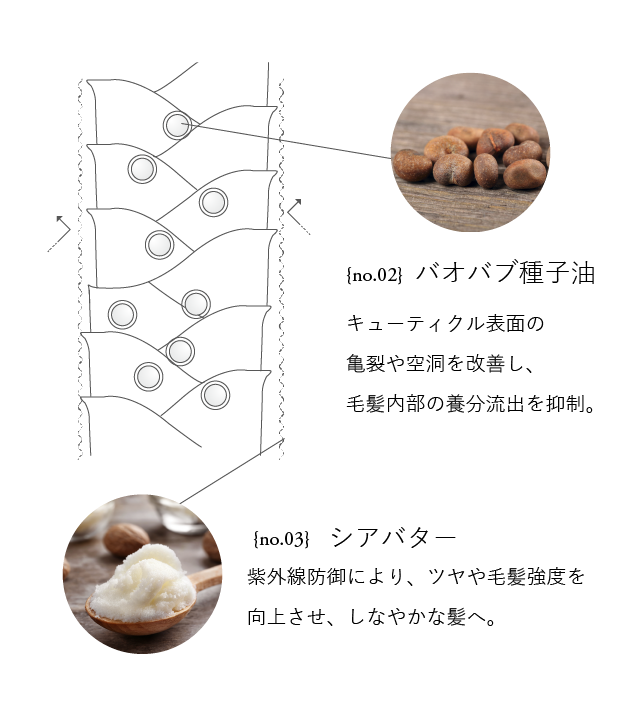 {no.02} バオバブ種子油
キューティクル表面の
亀裂や空洞を改善し、
毛髪内部の養分流出を抑制。
{no.03} シアバター
紫外線防御により、ツヤや毛髪強度を
向上させ、しなやかな髪へ。